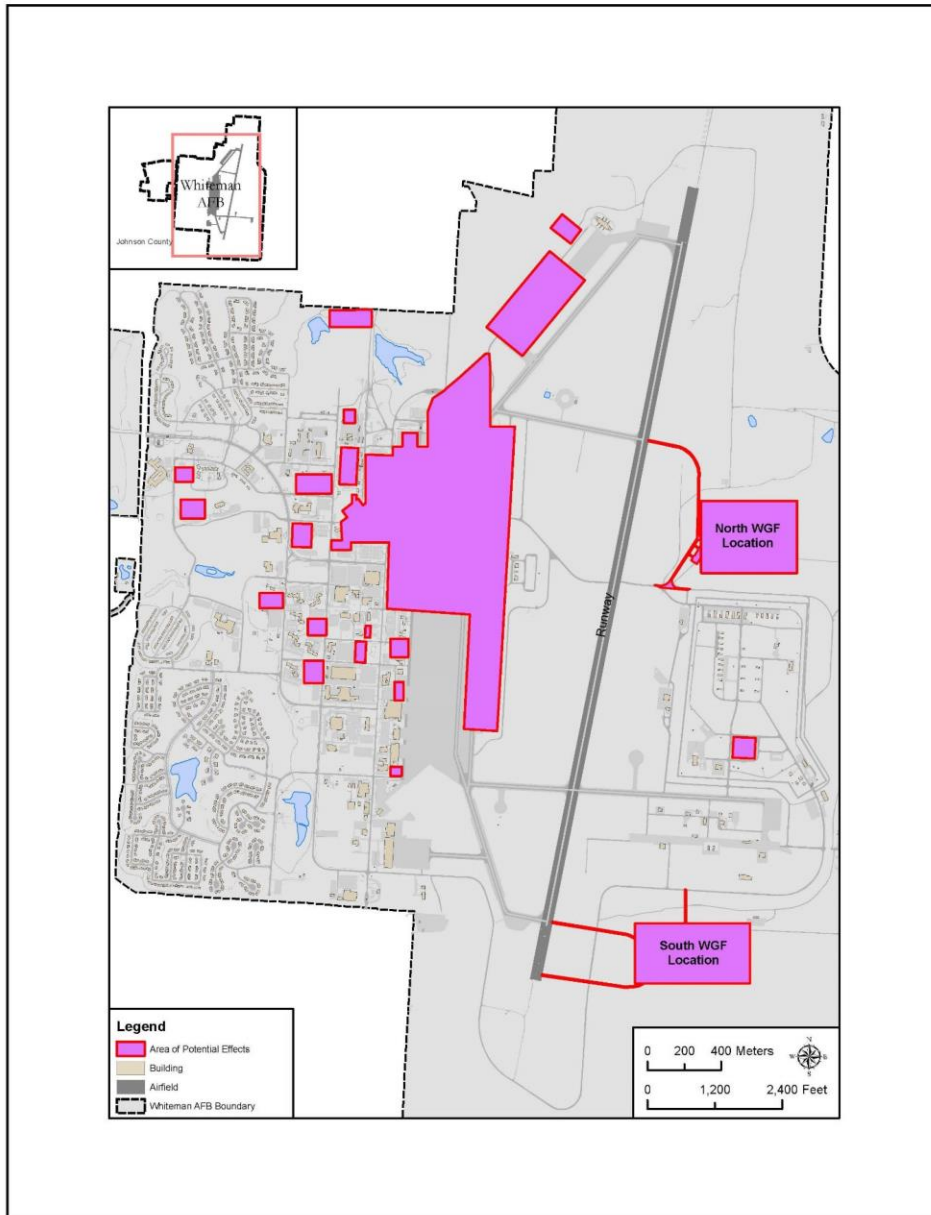 Whiteman
AFB
Johnson County
North WGF
Location
Runway
South WGF
Location
Legend
Area of Potential Effects
Building
Airfield
Whiteman AFB Boundary
0 200 400 Meters
N
W E
S
0 1,200 2,400 Feet